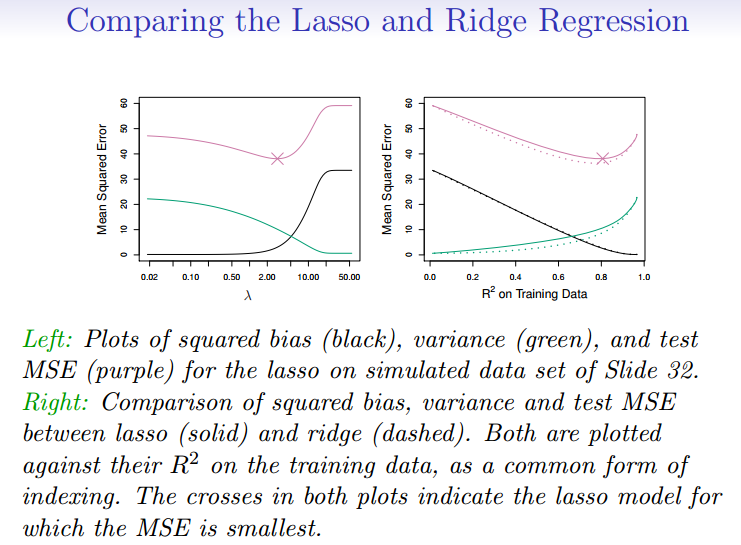 Comparing the Lasso and Ridge Regression
Mean Squared Error
0 10 20 30 40 50 60
0.02 0.10 0.50 2.00 10.00 50.00
λ
Mean Squared Error
0 10 20 30 40 50 60
0.0 0.2 0.4 0.6 0.8 1.0
R² on Training Data
Left: Plots of squared bias (black), variance (green), and test
MSE (purple) for the lasso on simulated data set of Slide 32.
Right: Comparison of squared bias, variance and test MSE
between lasso (solid) and ridge (dashed). Both are plotted
against their R² on the training data, as a common form of
indexing. The crosses in both plots indicate the lasso model for
which the MSE is smallest.